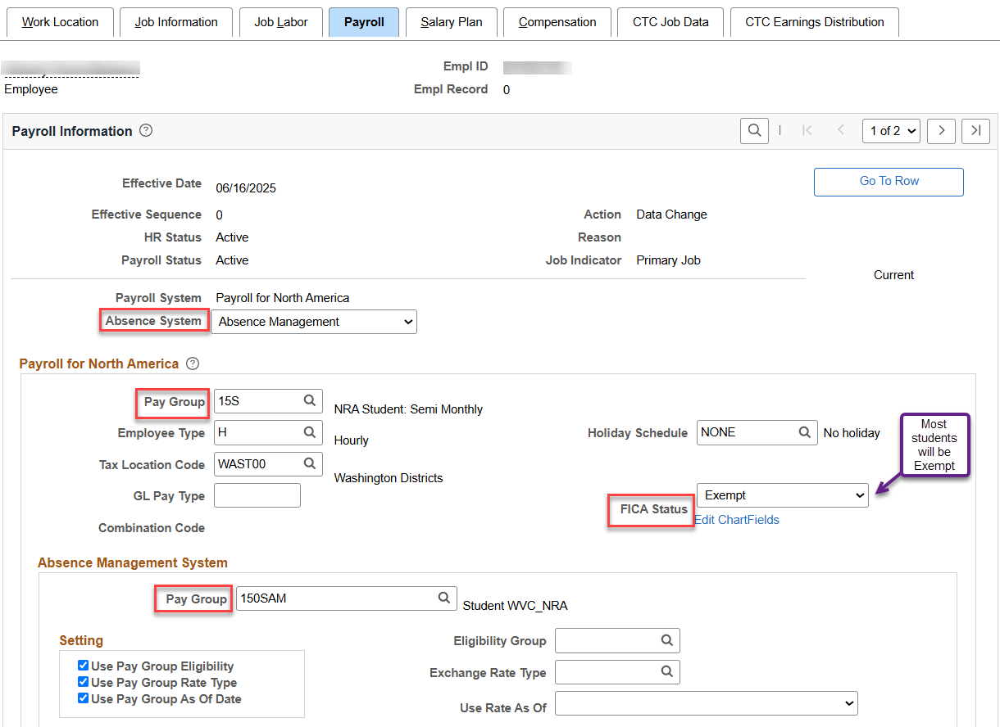 Work Location Job Information Job Labor Payroll Salary Plan Compensation CTC Job Data CTC Earnings Distribution
Empl ID
Employee Empl Record 0
Payroll Information 1 of 2
Effective Date 06/16/2025 Go To Row
Effective Sequence 0 Action Data Change
HR Status Active Reason
Payroll Status Active Job Indicator Primary Job
Current
Payroll System Payroll for North America
Absence System Absence Management
Payroll for North America
Pay Group 15S NRA Student: Semi Monthly
Employee Type H Hourly Holiday Schedule NONE No holiday
Most
students
will be
Exempt
Tax Location Code WAST00 Washington Districts
GL Pay Type FICA Status Exempt
Edit ChartFields
Combination Code
Absence Management System
Pay Group 150SAM Student WVC_NRA
Setting Eligibility Group
Use Pay Group Eligibility
Use Pay Group Rate Type Exchange Rate Type
Use Pay Group As Of Date Use Rate As Of